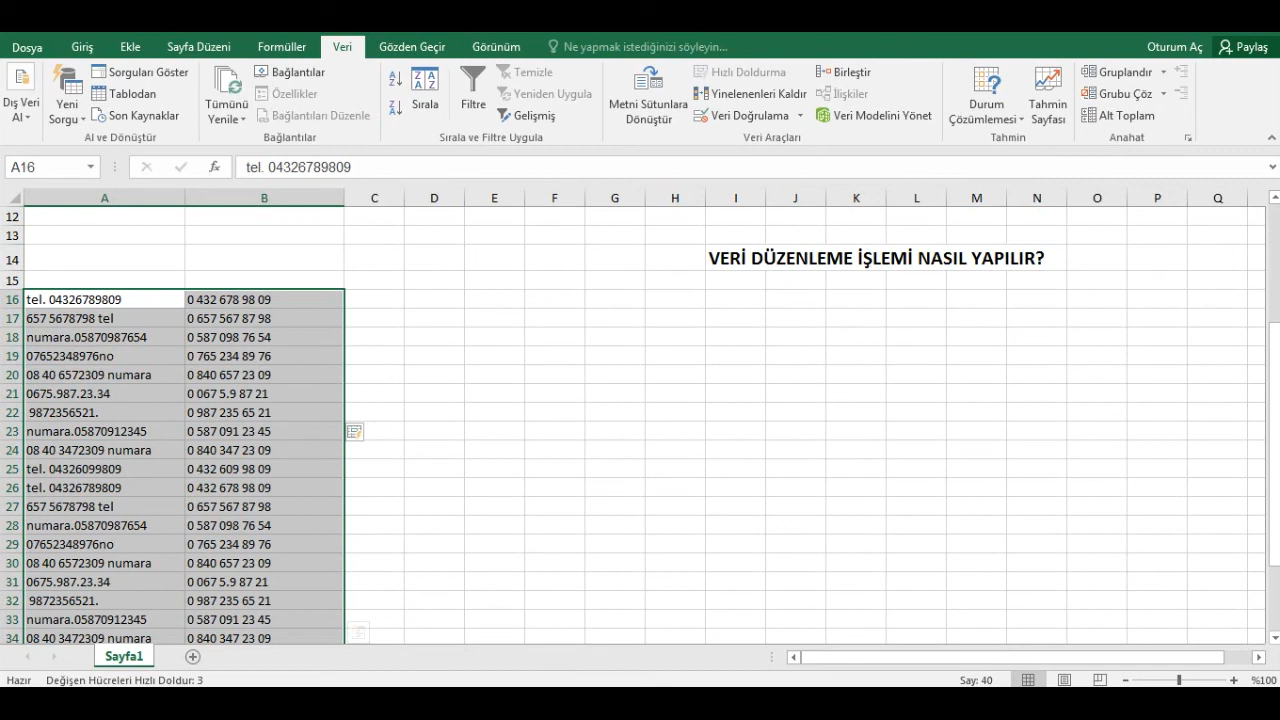 Dosya Giriş Ekle Sayfa Düzeni Formüller Veri Gözden Geçir Görünüm Ne yapmak istediğinizi söyleyin... Oturum Aç Paylaş
Dış Veri Al
Yeni Sorgu
Sorguları Göster
Tablodan
Son Kaynaklar
Al ve Dönüştür
Tümünü Yenile
Bağlantılar
Özellikler
Bağlantıları Düzenle
Bağlantılar
Sırala
Filtre
Temizle
Yeniden Uygula
Gelişmiş
Sırala ve Filtre Uygula
Metni Sütunlara Dönüştür
Hızlı Doldurma
Yinelenenleri Kaldır
Veri Doğrulama
Birleştir
İlişkiler
Veri Modelini Yönet
Veri Araçları
Durum Çözümlemesi
Tahmin Sayfası
Tahmin
Gruplandır
Grubu Çöz
Alt Toplam
Anahat
A16 fx tel. 04326789809
A B C D E F G H I J K L M N O P Q
12
13
14 VERİ DÜZENLEME İŞLEMİ NASIL YAPILIR?
15
16 tel. 04326789809 0 432 678 98 09
17 657 5678798 tel 0 657 567 87 98
18 numara.05870987654 0 587 098 76 54
19 07652348976no 0 765 234 89 76
20 08 40 6572309 numara 0 840 657 23 09
21 0675.987.23.34 0 067 5.9 87 21
22 9872356521. 0 987 235 65 21
23 numara.05870912345 0 587 091 23 45
24 08 40 3472309 numara 0 840 347 23 09
25 tel. 04326099809 0 432 609 98 09
26 tel. 04326789809 0 432 678 98 09
27 657 5678798 tel 0 657 567 87 98
28 numara.05870987654 0 587 098 76 54
29 07652348976no 0 765 234 89 76
30 08 40 6572309 numara 0 840 657 23 09
31 0675.987.23.34 0 067 5.9 87 21
32 9872356521. 0 987 235 65 21
33 numara.05870912345 0 587 091 23 45
34 08 40 3472309 numara 0 840 347 23 09
Sayfa1
Hazır Değişen Hücreleri Hızlı Doldur: 3 Say: 40 %100